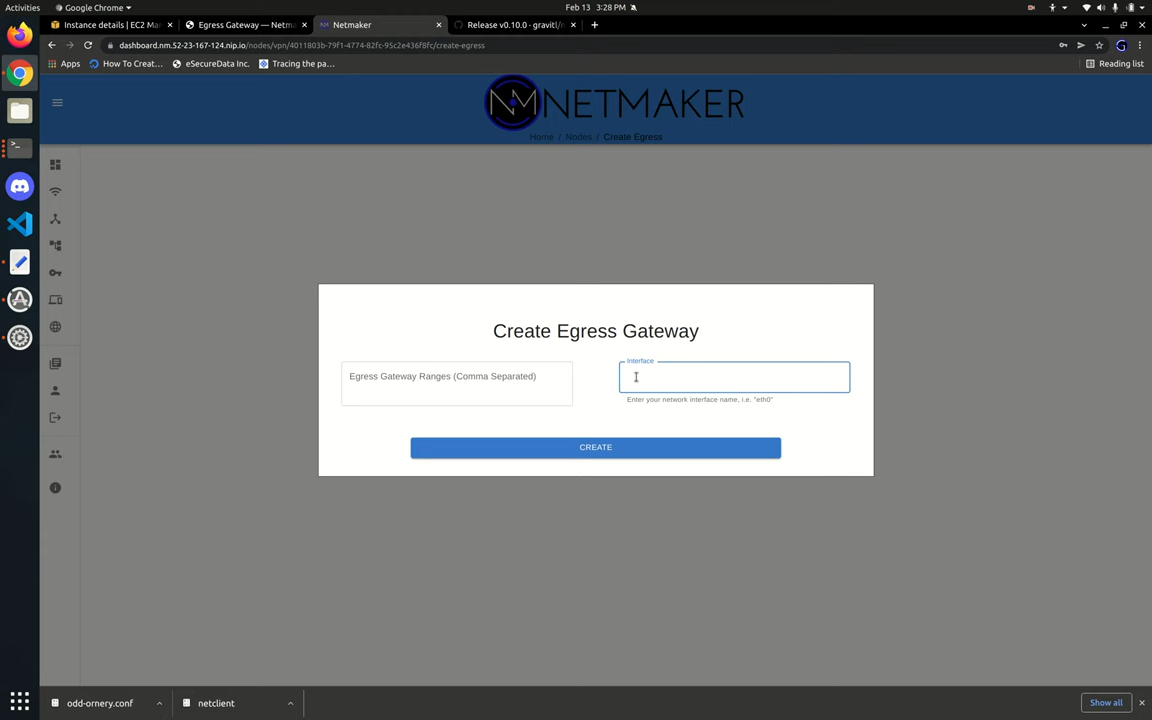 Activities
Google Chrome
Feb 13 3:28 PM
Instance details | EC2 Ma
Egress Gateway — Netm
Netmaker
Release v0.10.0 · gravitl/
dashboard.nm.52-23-167-124.nip.io/nodes/vpn/4011803b-79f1-4774-82fc-95c2e436f8fc/create-egress
Apps
How To Creat...
eSecureData Inc.
Tracing the pa...
Reading list
NETMAKER
Home / Nodes / Create Egress
Create Egress Gateway
Egress Gateway Ranges (Comma Separated)
Interface
Enter your network interface name, i.e. "eth0"
CREATE
odd-ornery.conf
netclient
Show all